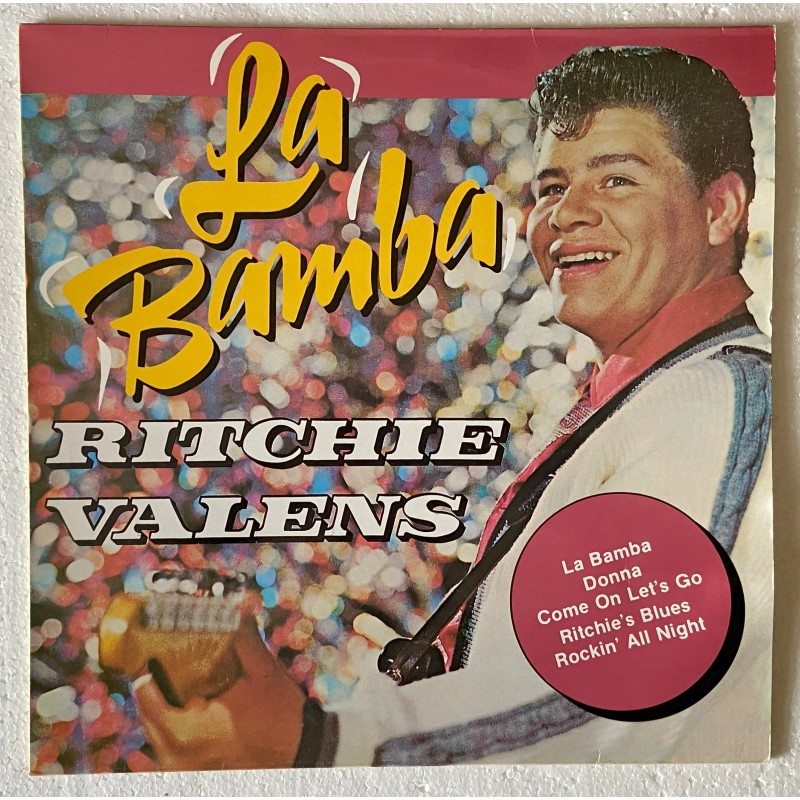 La
Bamba
RITCHIE
VALENS
La Bamba
Donna
Come On Let's Go
Ritchie's Blues
Rockin' All Night